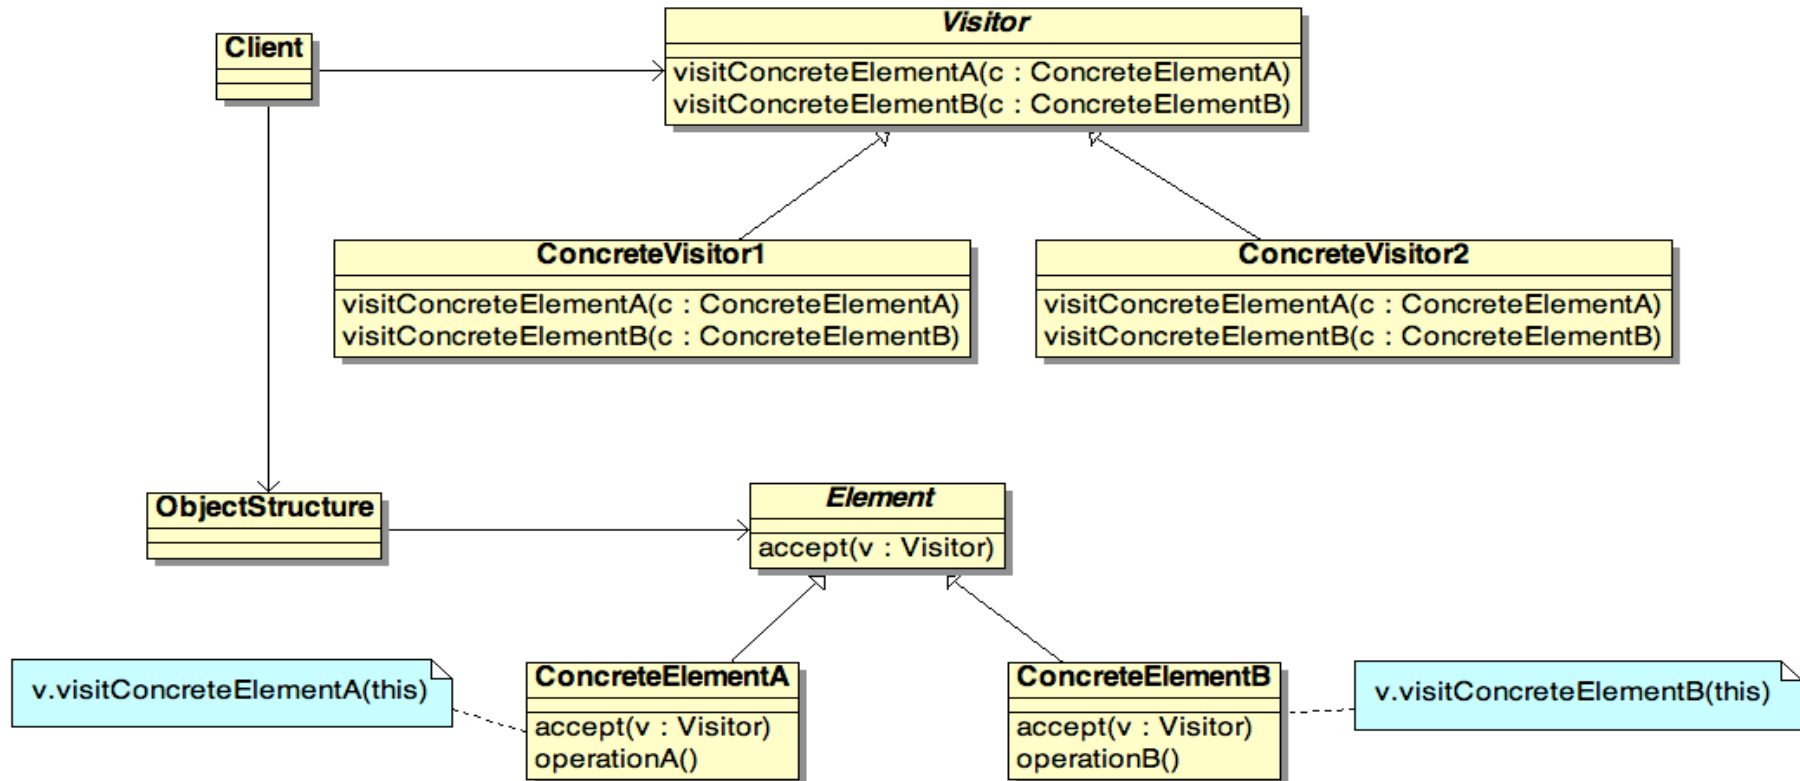 Client
Visitor
visitConcreteElementA(c : ConcreteElementA)
visitConcreteElementB(c : ConcreteElementB)
ConcreteVisitor1
visitConcreteElementA(c : ConcreteElementA)
visitConcreteElementB(c : ConcreteElementB)
ConcreteVisitor2
visitConcreteElementA(c : ConcreteElementA)
visitConcreteElementB(c : ConcreteElementB)
ObjectStructure
Element
accept(v : Visitor)
v.visitConcreteElementA(this)
ConcreteElementA
accept(v : Visitor)
operationA()
ConcreteElementB
accept(v : Visitor)
operationB()
v.visitConcreteElementB(this)